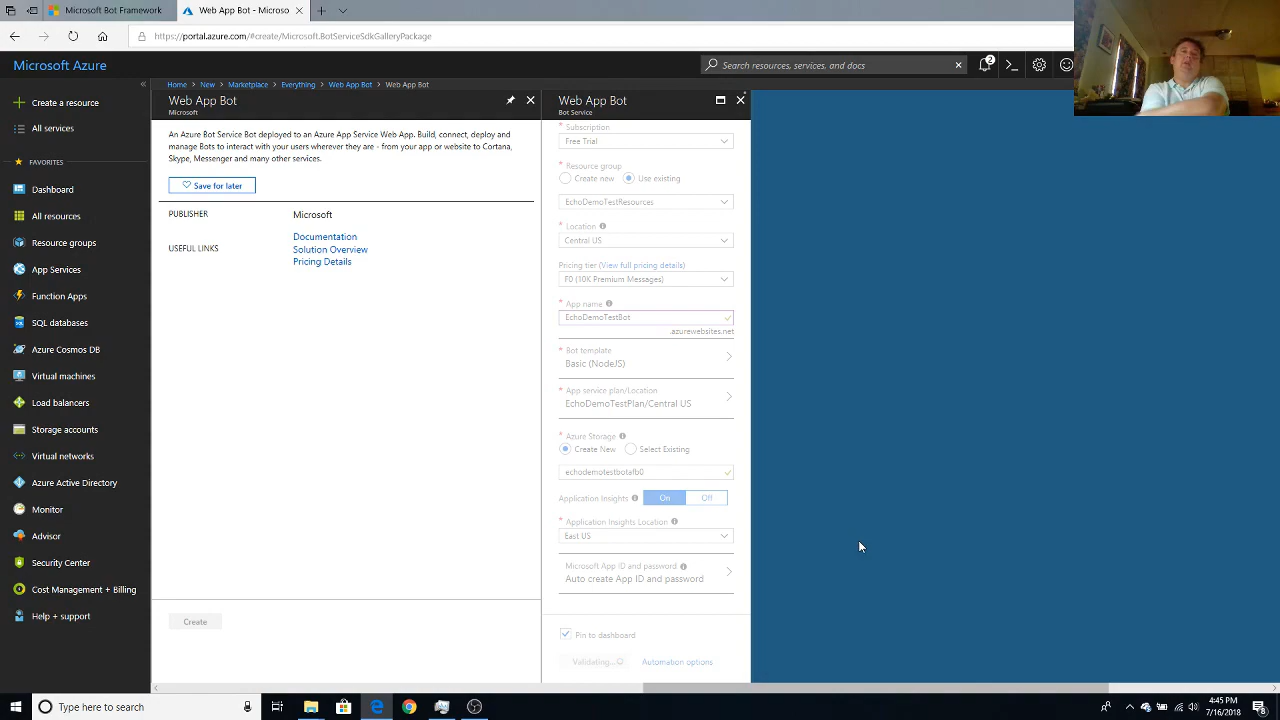 Microsoft Bot Framework
Web App Bot - Microso
https://portal.azure.com/#create/Microsoft.BotServiceSdkGalleryPackage
Microsoft Azure
Search resources, services, and docs
2
Home
New
Marketplace
Everything
Web App Bot
Web App Bot
Create a resource
All services
FAVORITES
Dashboard
All resources
Resource groups
App Services
Function Apps
SQL databases
Azure Cosmos DB
Virtual machines
Load balancers
Storage accounts
Virtual networks
Azure Active Directory
Monitor
Advisor
Security Center
Cost Management + Billing
Help + support
Web App Bot
Microsoft
An Azure Bot Service Bot deployed to an Azure App Service Web App. Build, connect, deploy and
manage Bots to interact with your users wherever they are - from your app or website to Cortana,
Skype, Messenger and many other services.
Save for later
PUBLISHER
Microsoft
USEFUL LINKS
Documentation
Solution Overview
Pricing Details
Create
Web App Bot
Bot Service
* Subscription
Free Trial
* Resource group
Create new
Use existing
EchoDemoTestResources
* Location
Central US
Pricing tier (View full pricing details)
F0 (10K Premium Messages)
* App name
EchoDemoTestBot
.azurewebsites.net
* Bot template
Basic (NodeJS)
* App service plan/Location
EchoDemoTestPlan/Central US
* Azure Storage
Create New
Select Existing
echodemotestbotafb0
Application Insights
On
Off
* Application Insights Location
East US
Microsoft App ID and password
Auto create App ID and password
Pin to dashboard
Validating...
Automation options
Type here to search
4:45 PM
7/16/2018